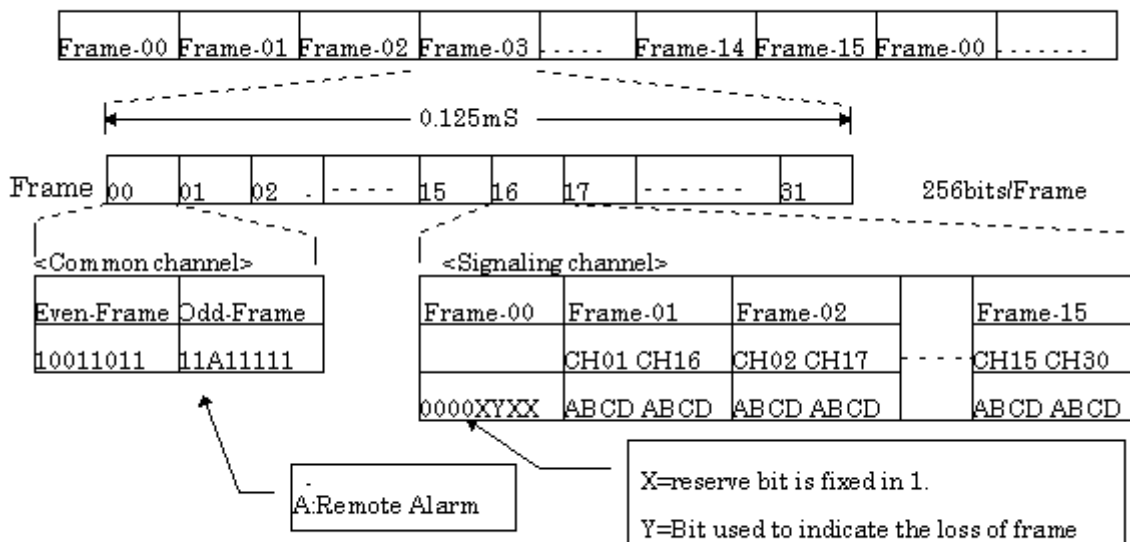 Frame-00 Frame-01 Frame-02 Frame-03 ..... Frame-14 Frame-15 Frame-00 .......
0.125mS
Frame 00 01 02 . - - - - 15 16 17 - - - - - - 31 256bits/Frame
<Common channel> <Signaling channel>
Even-Frame Odd-Frame Frame-00 Frame-01 Frame-02 Frame-15
10011011 11A11111 CH01 CH16 CH02 CH17 - - - - CH15 CH30
0000XYXX ABCD ABCD ABCD ABCD ABCD ABCD
A:Remote Alarm
X=reserve bit is fixed in 1.
Y=Bit used to indicate the loss of frame